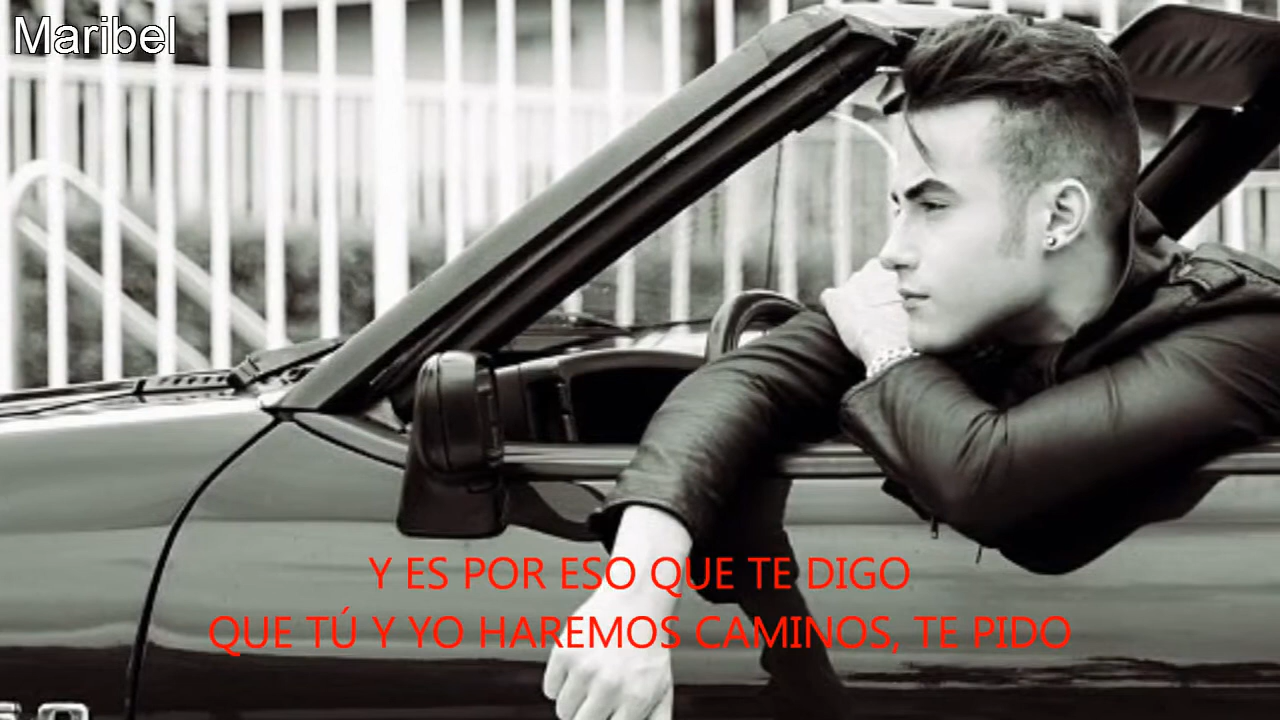 Maribel
Y ES POR ESO QUE TE DIGO
QUE TÚ Y YO HAREMOS CAMINOS, TE PIDO